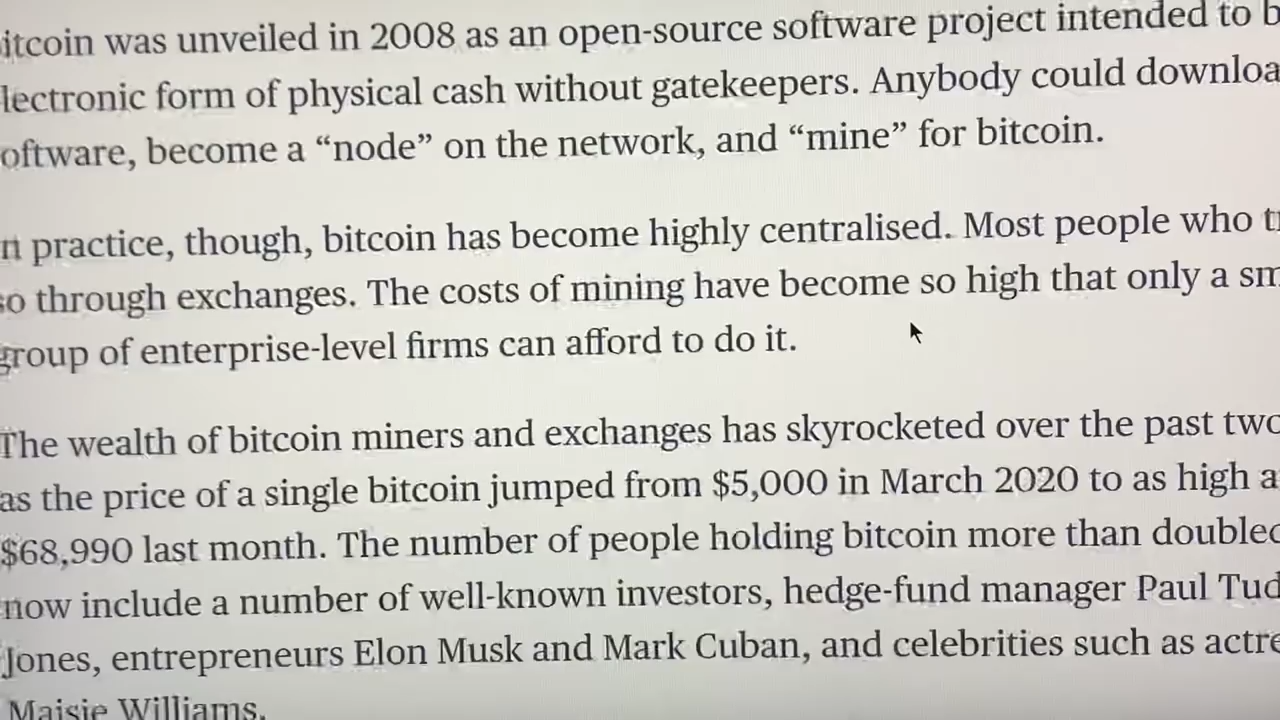 itcoin was unveiled in 2008 as an open-source software project intended to b
lectronic form of physical cash without gatekeepers. Anybody could downloa
oftware, become a “node” on the network, and “mine” for bitcoin.
n practice, though, bitcoin has become highly centralised. Most people who t
so through exchanges. The costs of mining have become so high that only a sm
group of enterprise-level firms can afford to do it.
The wealth of bitcoin miners and exchanges has skyrocketed over the past two
as the price of a single bitcoin jumped from $5,000 in March 2020 to as high a
$68,990 last month. The number of people holding bitcoin more than doubled
now include a number of well-known investors, hedge-fund manager Paul Tud
Jones, entrepreneurs Elon Musk and Mark Cuban, and celebrities such as actre
Maisie Williams.